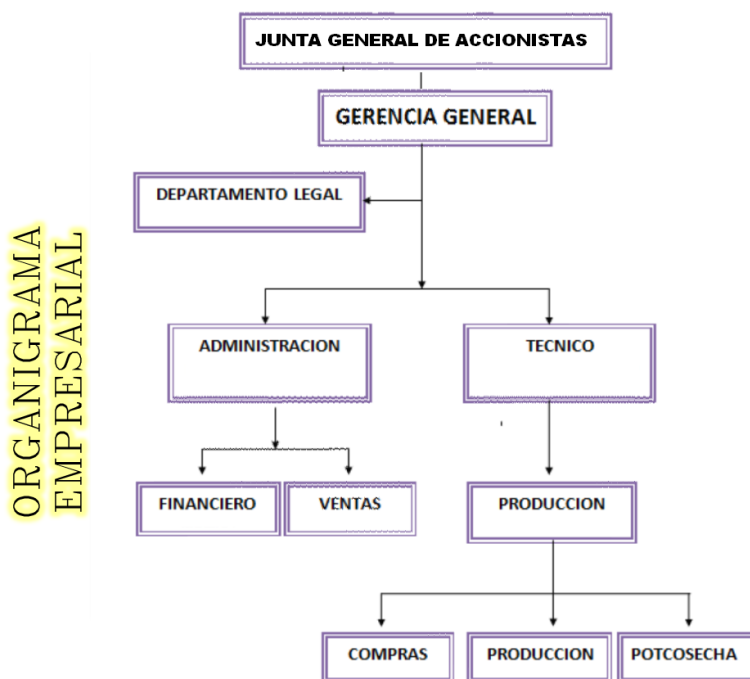 JUNTA GENERAL DE ACCIONISTAS
GERENCIA GENERAL
DEPARTAMENTO LEGAL
ORGANIGRAMA
EMPRESARIAL
ADMINISTRACION
TECNICO
FINANCIERO
VENTAS
PRODUCCION
COMPRAS
PRODUCCION
POTCOSECHA